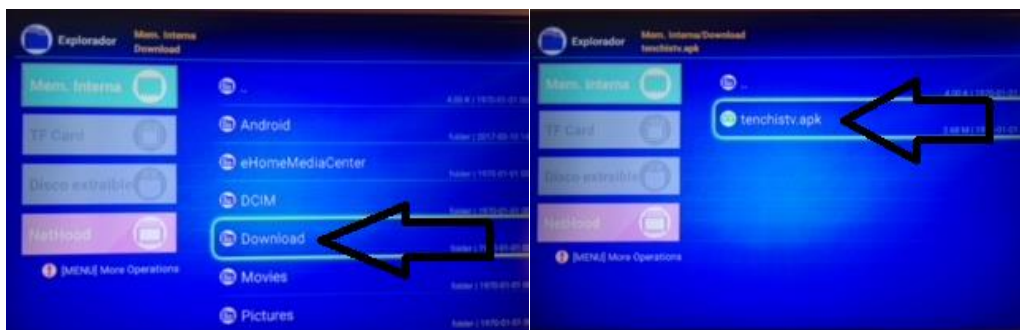 Explorador
Mem. Interna
Download
Mem. Interna
TF Card
Disco extraible
NetHood
[MENU] More Operations
..
Android
eHomeMediaCenter
DCIM
Download
Movies
Pictures
Explorador
Mem. Interna/Download
tenchistv.apk
Mem. Interna
TF Card
Disco extraible
NetHood
[MENU] More Operations
..
tenchistv.apk